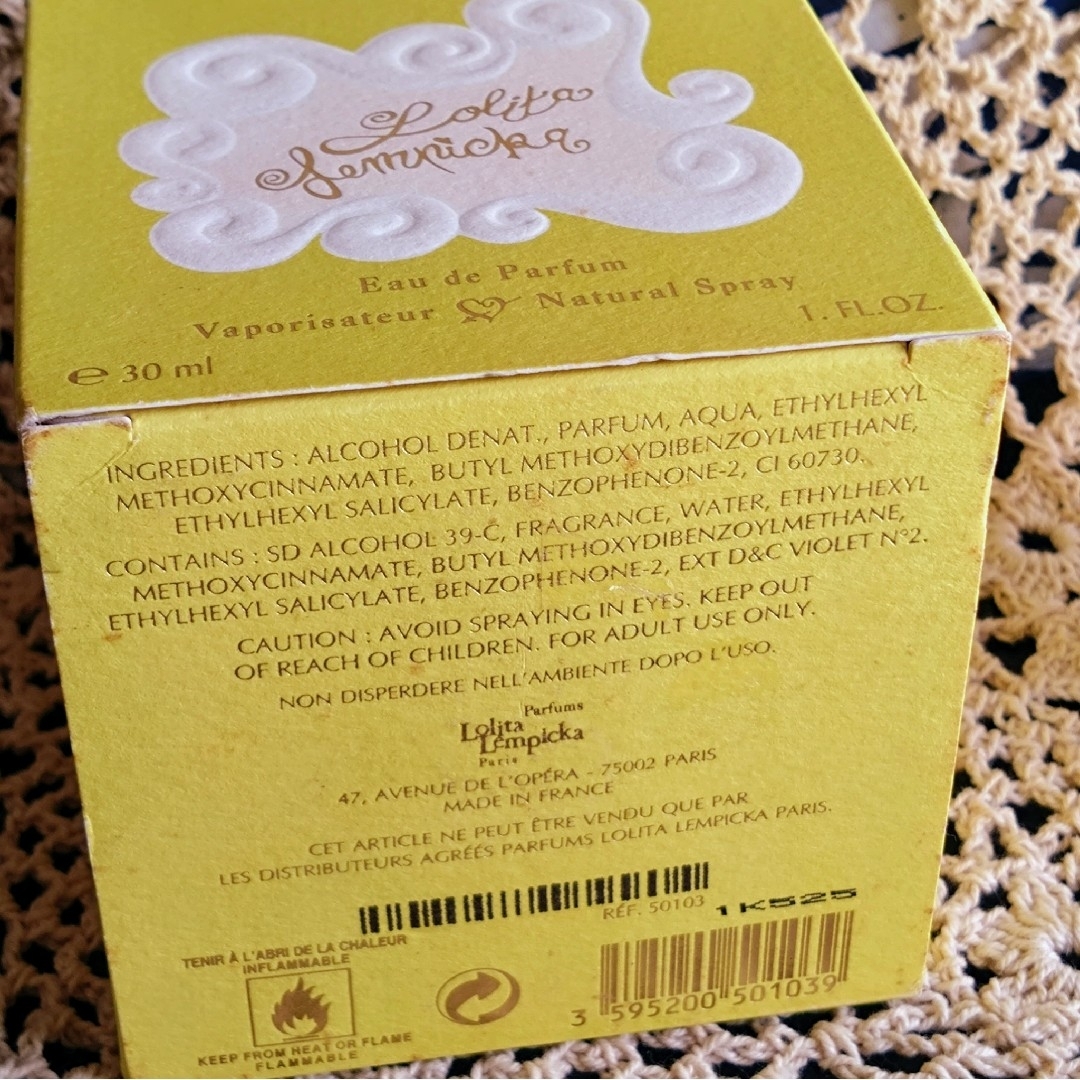 Lolita
Lempicka
Eau de Parfum
Vaporisateur Natural Spray
℮ 30 ml 1. FL.OZ.
INGREDIENTS : ALCOHOL DENAT., PARFUM, AQUA, ETHYLHEXYL
METHOXYCINNAMATE, BUTYL METHOXYDIBENZOYLMETHANE,
ETHYLHEXYL SALICYLATE, BENZOPHENONE-2, CI 60730.
CONTAINS : SD ALCOHOL 39-C, FRAGRANCE, WATER, ETHYLHEXYL
METHOXYCINNAMATE, BUTYL METHOXYDIBENZOYLMETHANE,
ETHYLHEXYL SALICYLATE, BENZOPHENONE-2, EXT D&C VIOLET N°2.
CAUTION : AVOID SPRAYING IN EYES. KEEP OUT
OF REACH OF CHILDREN. FOR ADULT USE ONLY.
NON DISPERDERE NELL'AMBIENTE DOPO L'USO.
Parfums
Lolita
Lempicka
Paris
47, AVENUE DE L'OPÉRA - 75002 PARIS
MADE IN FRANCE
CET ARTICLE NE PEUT ÊTRE VENDU QUE PAR
LES DISTRIBUTEURS AGRÉÉS PARFUMS LOLITA LEMPICKA PARIS.
RÉF. 50103 1K525
TENIR À L'ABRI DE LA CHALEUR
INFLAMMABLE
KEEP FROM HEAT OR FLAME
FLAMMABLE
3 595200 501039